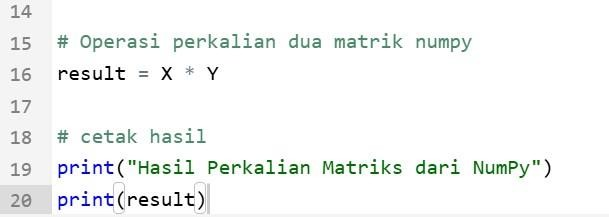 14
15 # Operasi perkalian dua matrik numpy
16 result = X * Y
17
18 # cetak hasil
19 print("Hasil Perkalian Matriks dari NumPy")
20 print(result)